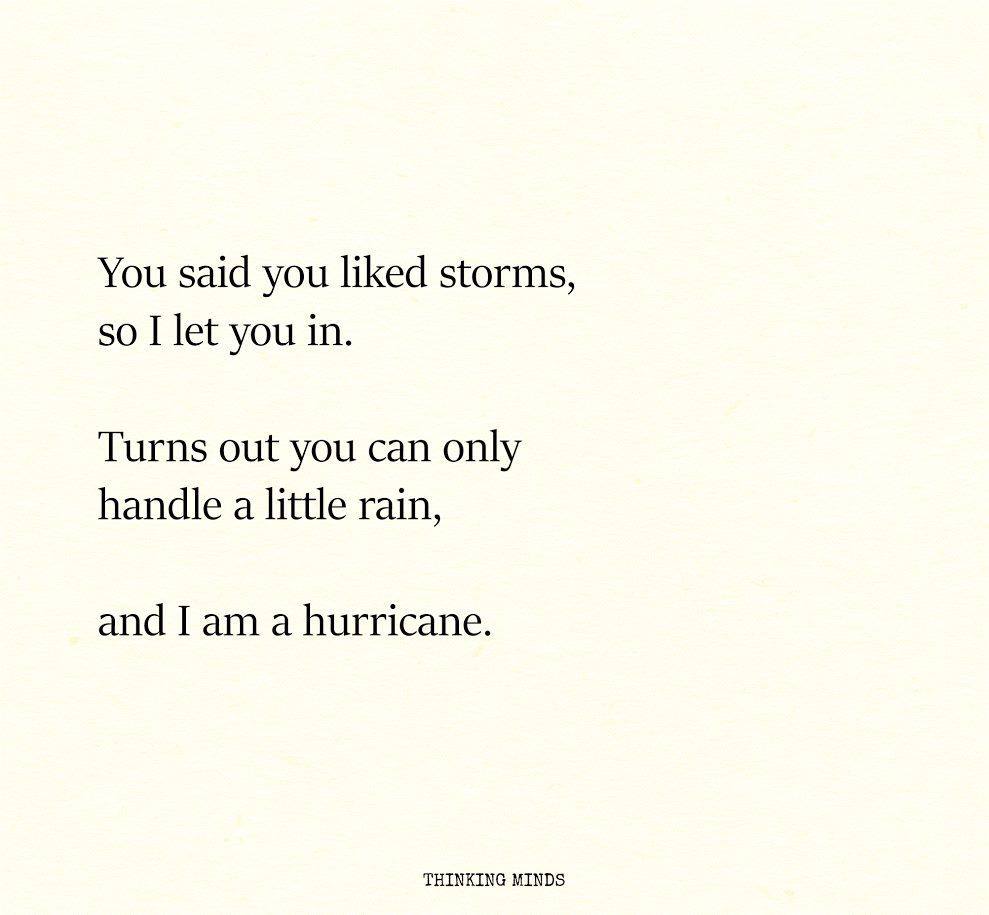 You said you liked storms,
so I let you in.
Turns out you can only
handle a little rain,
and I am a hurricane.
THINKING MINDS